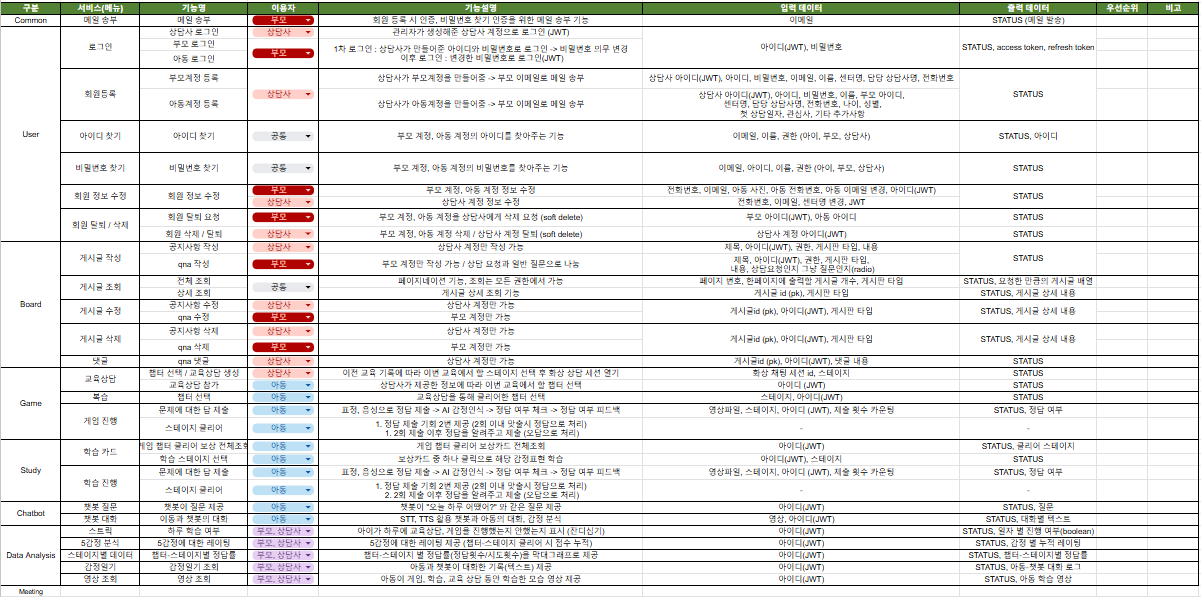 구분 서비스(메뉴) 기능명 이용자 기능설명 입력 데이터 출력 데이터 우선순위 비고
Common 메일 송부 메일 송부 부모 회원 등록 시 인증, 비밀번호 찾기 인증을 위한 메일 송부 기능 이메일 STATUS (메일 발송)
User 로그인 상담사 로그인 상담사 관리자가 생성해준 상담사 계정으로 로그인 (JWT) 아이디(JWT), 비밀번호 STATUS, access token, refresh token
부모 로그인 부모 1차 로그인 : 상담사가 만들어준 아이디와 비밀번호로 로그인 -> 비밀번호 의무 변경
아동 로그인 이후 로그인 : 변경한 비밀번호로 로그인(JWT)
회원등록 부모계정 등록 상담사 상담사가 부모계정을 만들어줌 -> 부모 이메일로 메일 송부 상담사 아이디(JWT), 아이디, 비밀번호, 이메일, 이름, 센터명, 담당 상담사명, 전화번호 STATUS
아동계정 등록 상담사가 아동계정을 만들어줌 -> 부모 이메일로 메일 송부 상담사 아이디(JWT), 아이디, 비밀번호, 이름, 부모 아이디,
센터명, 담당 상담사명, 전화번호, 나이, 성별,
첫 상담일자, 관심사, 기타 추가사항
아이디 찾기 아이디 찾기 공통 부모 계정, 아동 계정의 아이디를 찾아주는 기능 이메일, 이름, 권한 (아이, 부모, 상담사) STATUS, 아이디
비밀번호 찾기 비밀번호 찾기 공통 부모 계정, 아동 계정의 비밀번호를 찾아주는 기능 이메일, 아이디, 이름, 권한 (아이, 부모, 상담사) STATUS
회원 정보 수정 회원 정보 수정 부모 부모 계정, 아동 계정 정보 수정 전화번호, 이메일, 아동 사진, 아동 전화번호, 아동 이메일 변경, 아이디(JWT) STATUS
상담사 상담사 계정 정보 수정 전화번호, 이메일, 센터명 변경, JWT
회원 탈퇴 / 삭제 회원 탈퇴 요청 부모 부모 계정, 아동 계정을 상담사에게 삭제 요청 (soft delete) 부모 아이디(JWT), 아동 아이디 STATUS
회원 삭제 / 탈퇴 상담사 부모 계정, 아동 계정 삭제 / 상담사 계정 탈퇴 (soft delete) 상담사 계정 아이디(JWT) STATUS
Board 게시글 작성 공지사항 작성 상담사 상담사 계정만 작성 가능 제목, 아이디(JWT), 권한, 게시판 타입, 내용 STATUS
qna 작성 부모 부모 계정만 작성 가능 / 상담 요청과 일반 질문으로 나눔 제목, 아이디(JWT), 권한, 게시판 타입,
내용, 상담요청인지 그냥 질문인지(radio)
게시글 조회 전체 조회 공통 페이지네이션 기능, 조회는 모든 권한에서 가능 페이지 번호, 한페이지에 출력할 게시글 개수, 게시판 타입 STATUS, 요청한 만큼의 게시글 배열
상세 조회 게시글 상세 조회 기능 게시글 id (pk), 게시판 타입 STATUS, 게시글 상세 내용
게시글 수정 공지사항 수정 상담사 상담사 계정만 가능 게시글id (pk), 아이디(JWT), 게시판 타입 STATUS, 게시글 상세 내용
qna 수정 부모 부모 계정만 가능
게시글 삭제 공지사항 삭제 상담사 상담사 계정만 가능 게시글id (pk), 아이디(JWT), 게시판 타입 STATUS, 게시글 상세 내용
qna 삭제 부모 부모 계정만 가능
댓글 qna 댓글 상담사 상담사 계정만 가능 게시글id (pk), 아이디(JWT), 댓글 내용 STATUS
Game 교육상담 챕터 선택 / 교육상담 생성 상담사 이전 교육 기록에 따라 이번 교육에서 할 스테이지 선택 후 화상 상담 세션 열기 화상 채팅 세션 id, 스테이지 STATUS
교육상담 참가 아동 상담사가 제공한 정보에 따라 이번 교육에서 할 챕터 선택 아이디 (JWT) STATUS
복습 챕터 선택 아동 교육상담을 통해 클리어한 챕터 선택 스테이지, 아이디(JWT) STATUS
게임 진행 문제에 대한 답 제출 아동 표정, 음성으로 정답 제출 -> AI 감정인식 -> 정답 여부 체크 -> 정답 여부 피드백 영상파일, 스테이지, 아이디 (JWT), 제출 횟수 카운팅 STATUS, 정답 여부
스테이지 클리어 아동 1. 정답 제출 기회 2번 제공 (2회 이내 맞출시 정답으로 처리) - -
1. 2회 제출 이후 정답을 알려주고 제출 (오답으로 처리)
Study 학습 카드 게임 챕터 클리어 보상 전체조회 아동 게임 챕터 클리어 보상카드 전체조회 아이디(JWT) STATUS, 클리어 스테이지
학습 스테이지 선택 아동 보상카드 중 하나 클릭으로 해당 감정표현 학습 아이디(JWT), 스테이지 STATUS
학습 진행 문제에 대한 답 제출 아동 표정, 음성으로 정답 제출 -> AI 감정인식 -> 정답 여부 체크 -> 정답 여부 피드백 영상파일, 스테이지, 아이디 (JWT), 제출 횟수 카운팅 STATUS, 정답 여부
스테이지 클리어 아동 1. 정답 제출 기회 2번 제공 (2회 이내 맞출시 정답으로 처리) - -
2. 2회 제출 이후 정답을 알려주고 제출 (오답으로 처리)
Chatbot 챗봇 질문 챗봇이 질문 제공 아동 챗봇이 "오늘 하루 어땠어?" 와 같은 질문 제공 아이디(JWT) STATUS, 질문
챗봇 대화 아동과 챗봇의 대화 아동 STT, TTS 활용 챗봇과 아동의 대화, 감정 분석 영상, 아이디(JWT) STATUS, 대화별 텍스트
Data Analysis 스트릭 하루 학습 여부 부모, 상담사 아이가 하루에 교육상담, 게임을 진행했는지 안했는지 표시 (잔디심기) 아이디(JWT) STATUS, 일자 별 진행 여부(boolean)
5감정 분석 5감정에 대한 레이팅 부모, 상담사 5감정에 대한 레이팅 제공 (챕터-스테이지 클리어 시 점수 누적) 아이디(JWT) STATUS, 감정 별 누적 레이팅
스테이지별 데이터 챕터-스테이지별 정답률 부모, 상담사 챕터-스테이지 별 정답률(정답횟수/시도횟수)을 막대그래프로 제공 아이디(JWT) STATUS, 챕터-스테이지별 정답률
감정일기 감정일기 조회 부모, 상담사 아동과 챗봇이 대화한 기록(텍스트) 제공 아이디(JWT) STATUS, 아동-챗봇 대화 로그
영상 조회 영상 조회 부모, 상담사 아동이 게임, 학습, 교육 상담 동안 학습한 모습 영상 제공 아이디(JWT) STATUS, 아동 학습 영상
Meeting